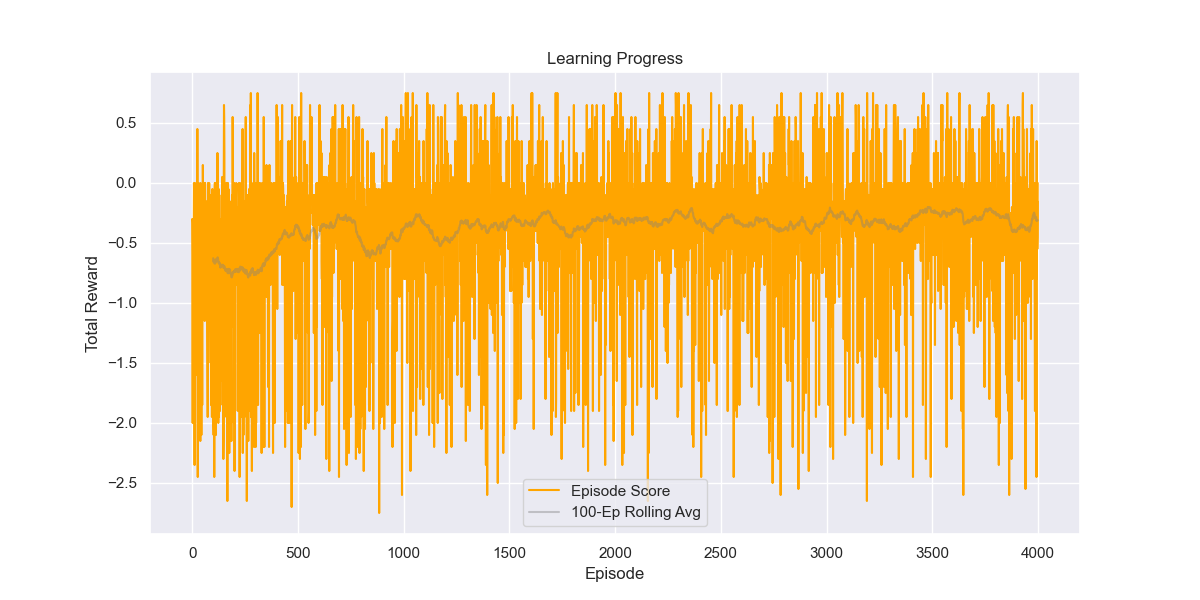 Learning Progress
Total Reward
0.5
0.0
−0.5
−1.0
−1.5
−2.0
−2.5
Episode Score
100-Ep Rolling Avg
0 500 1000 1500 2000 2500 3000 3500 4000
Episode